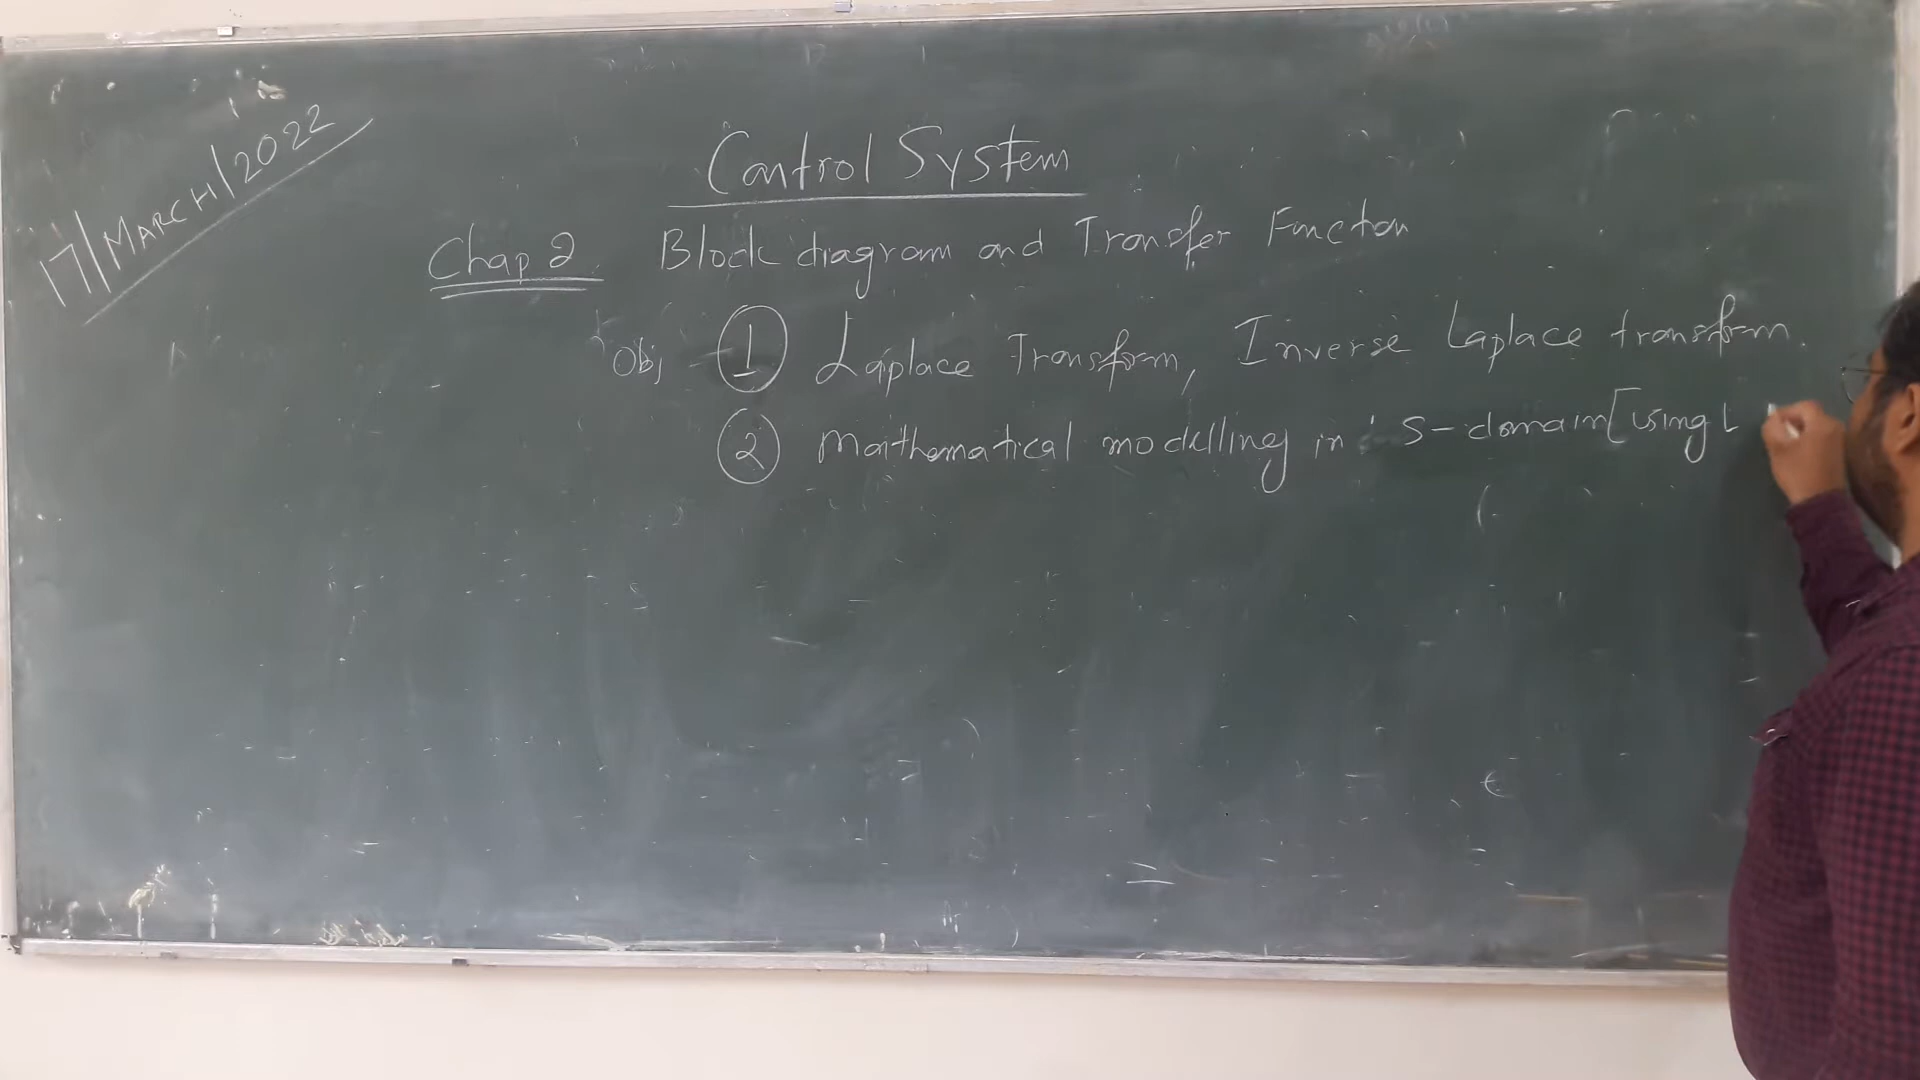 17/MARCH/2022
Control System
Chap 2. Block diagram and Transfer Function
Obj ① Laplace Transform, Inverse Laplace transform.
② Mathematical modelling in S-domain [using L